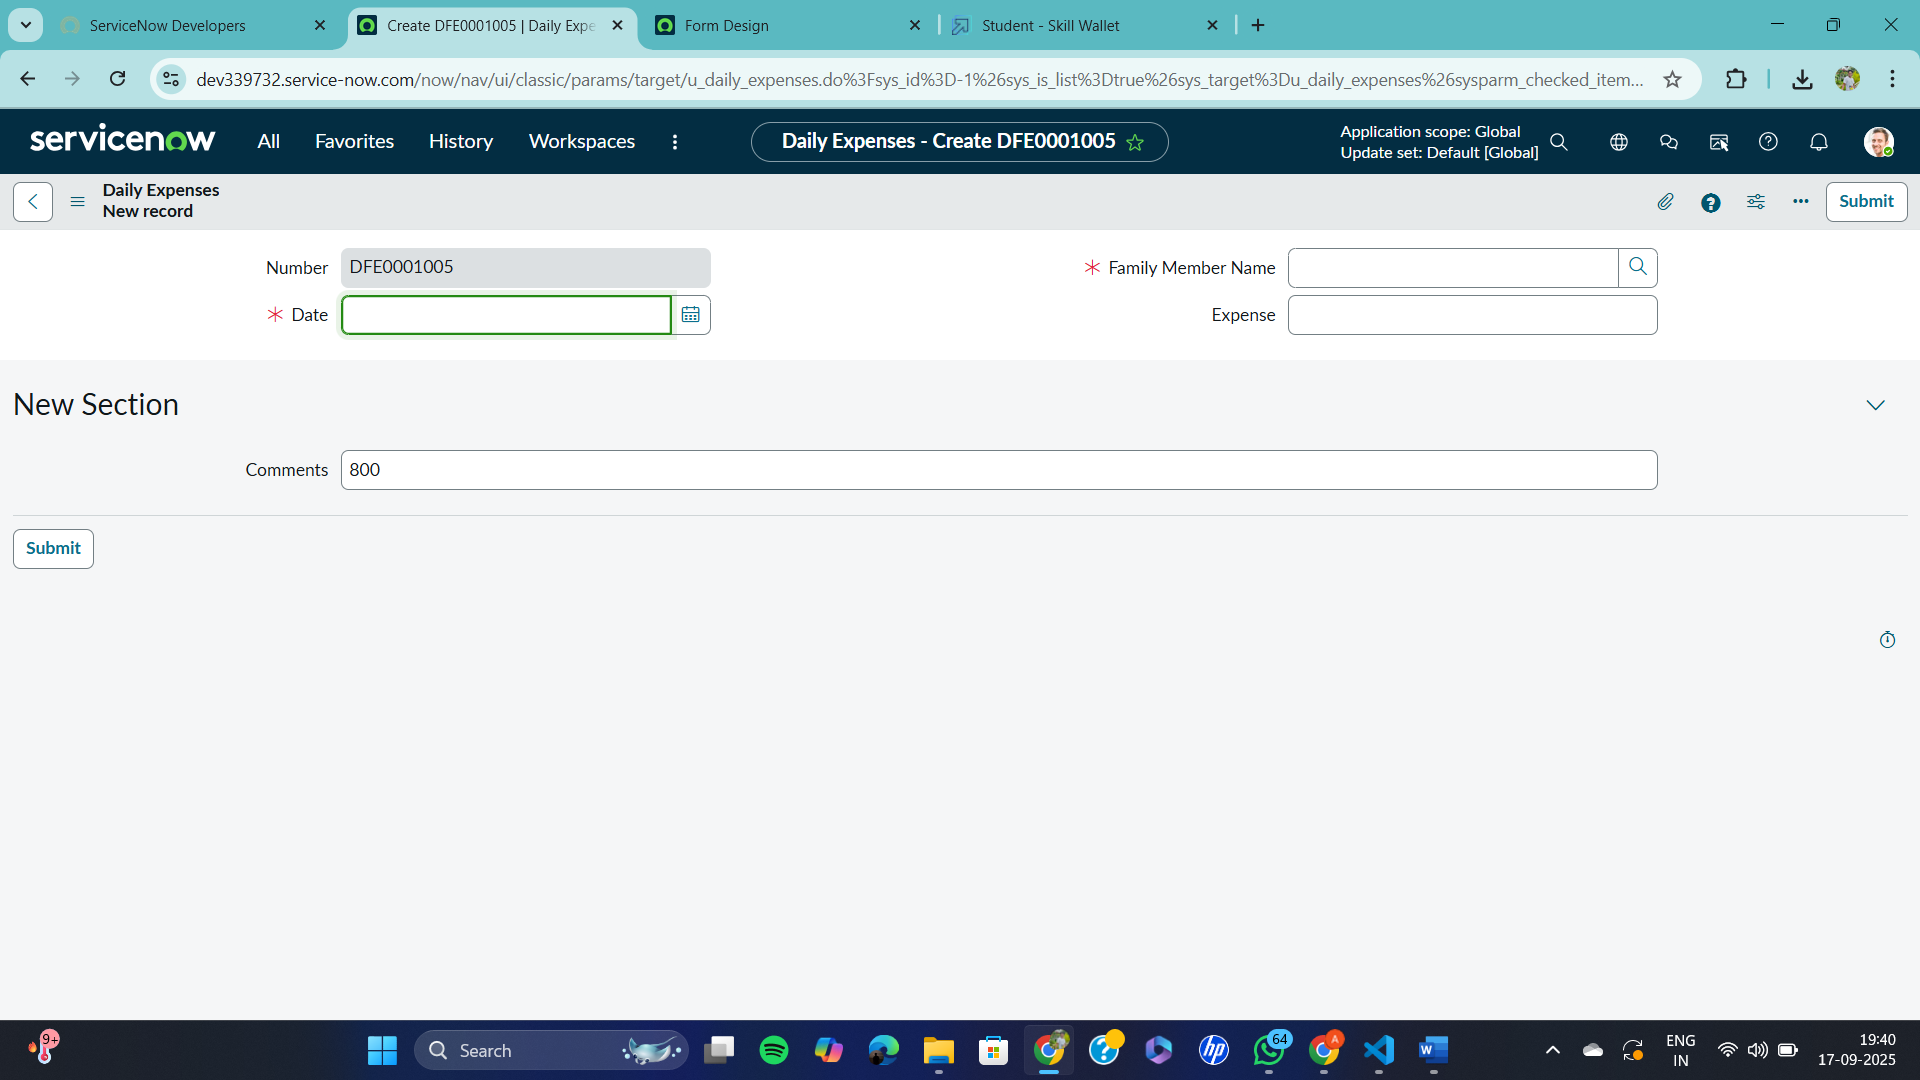 ServiceNow Developers
Create DFE0001005 | Daily Expe
Form Design
Student - Skill Wallet
dev339732.service-now.com/now/nav/ui/classic/params/target/u_daily_expenses.do%3Fsys_id%3D-1%26sys_is_list%3Dtrue%26sys_target%3Du_daily_expenses%26sysparm_checked_item...
servicenow
All
Favorites
History
Workspaces
Daily Expenses - Create DFE0001005
Application scope: Global
Update set: Default [Global]
Daily Expenses
New record
Submit
Number
DFE0001005
* Family Member Name
* Date
Expense
New Section
Comments
800
Submit
9+
Search
64
A
ENG
IN
19:40
17-09-2025